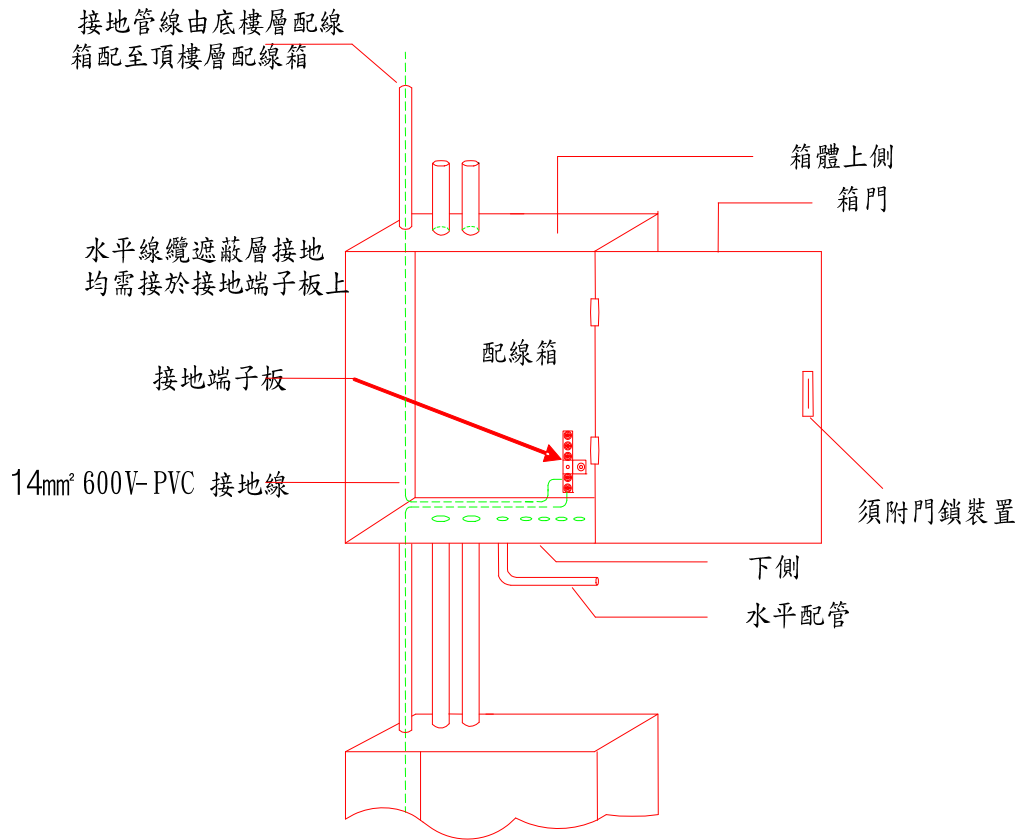 接地管線由底樓層配線
箱配至頂樓層配線箱
箱體上側
箱門
水平線纜遮蔽層接地
均需接於接地端子板上
配線箱
接地端子板
14mm² 600V-PVC 接地線
須附門鎖裝置
下側
水平配管